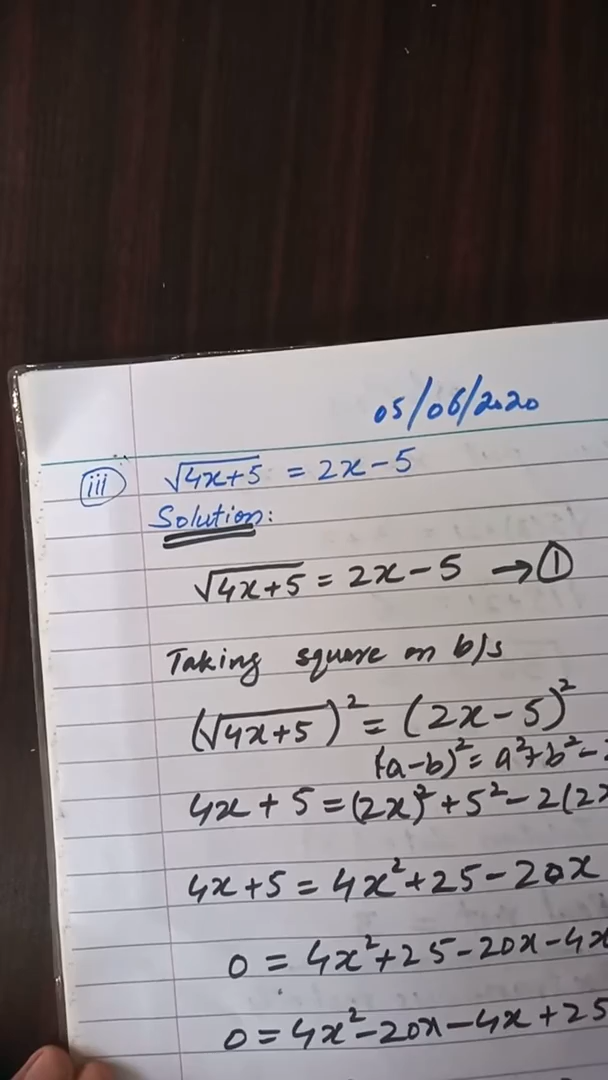 05/06/2020
(iii) √4x+5 = 2x-5
Solution:
√4x+5 = 2x-5 → ①
Taking square on b/s
(√4x+5)² = (2x-5)²
(a-b)² = a²+b²-
4x+5 = (2x)²+5²-2(2x
4x+5 = 4x²+25-20x
0 = 4x²+25-20x-4x
0 = 4x²-20x-4x+25